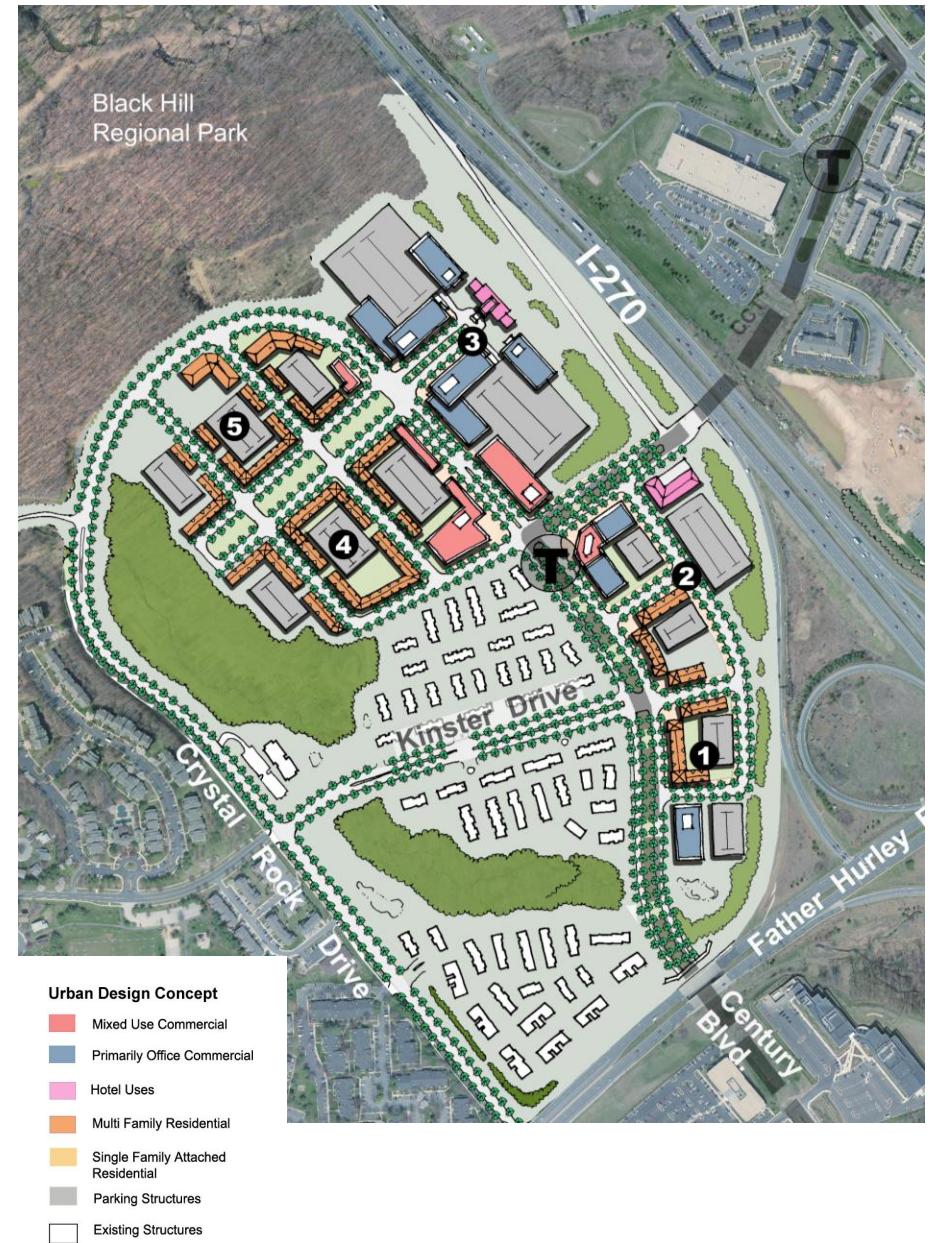 Black Hill
Regional Park
T
I-270
CCT
3
5
4
T
2
Kinster Drive
1
Crystal
Rock
Drive
Father Hurley
Century
Blvd.
Urban Design Concept
Mixed Use Commercial
Primarily Office Commercial
Hotel Uses
Multi Family Residential
Single Family Attached
Residential
Parking Structures
Existing Structures